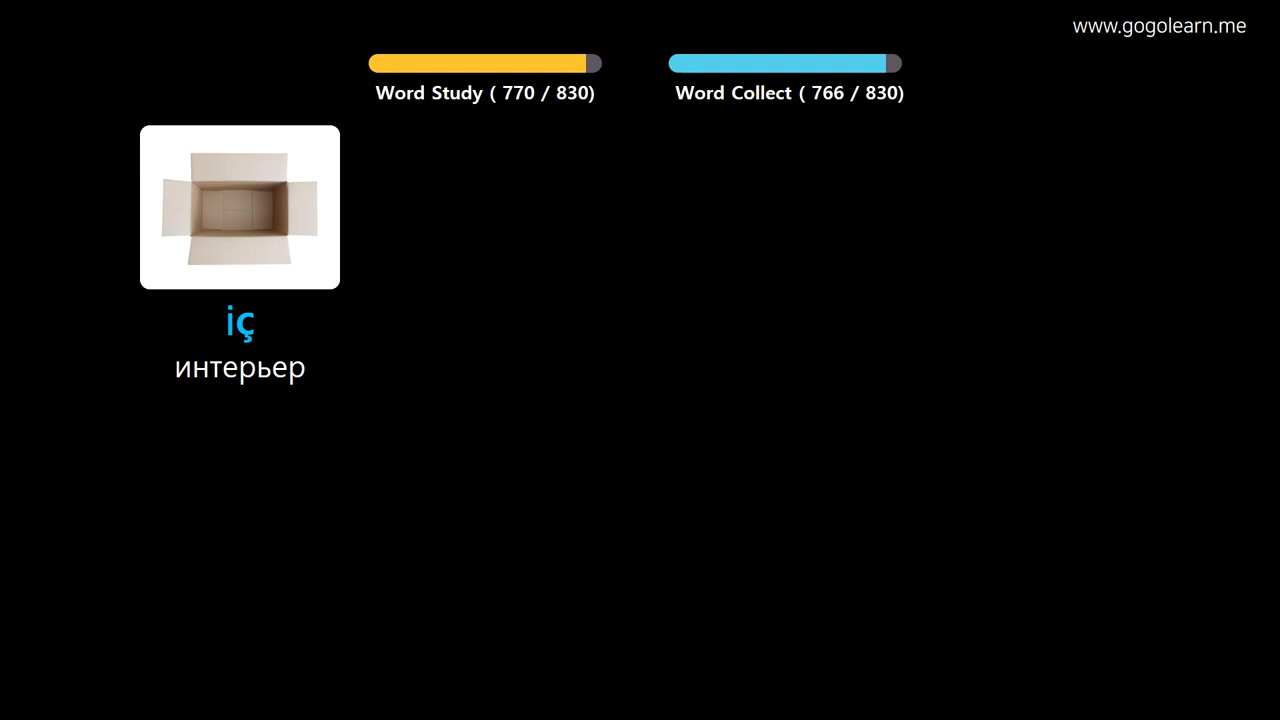 www.gogolearn.me
Word Study ( 770 / 830)
Word Collect ( 766 / 830)
iç
интерьер